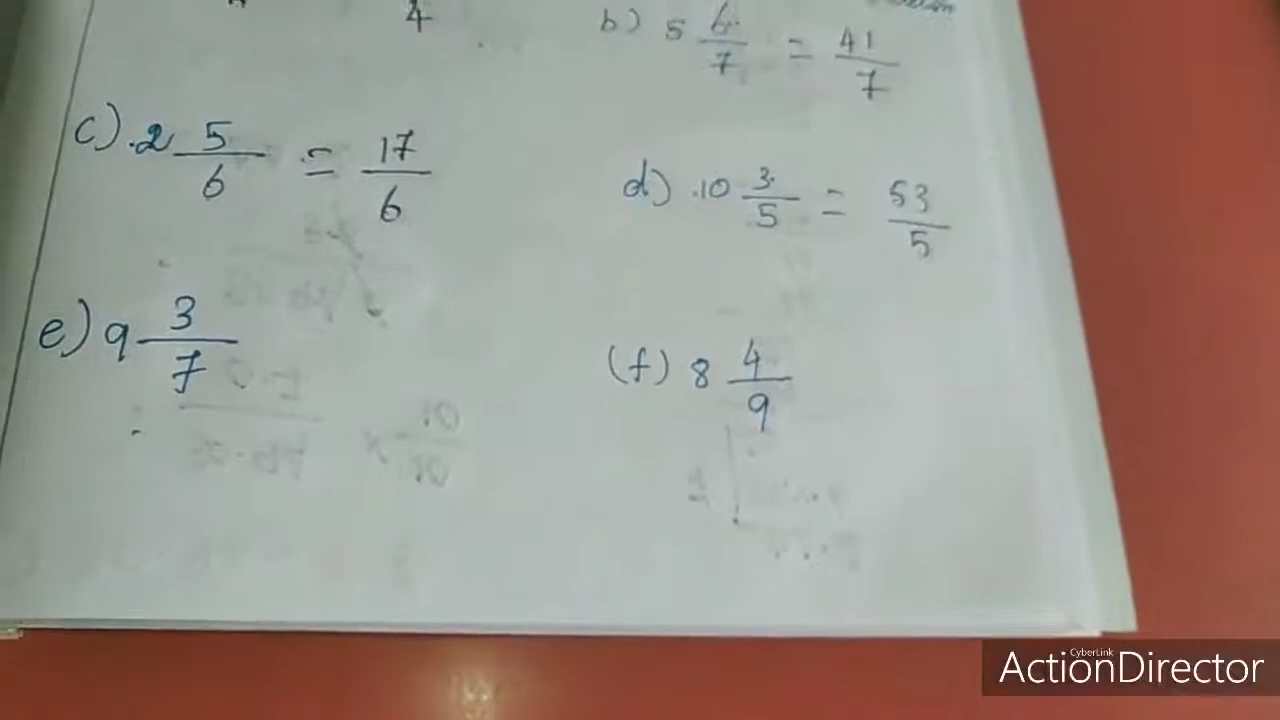 4
b) 5 6/7 = 41/7
c) 2 5/6 = 17/6
d) 10 3/5 = 53/5
e) 9 3/7
(f) 8 4/9
CyberLink
ActionDirector